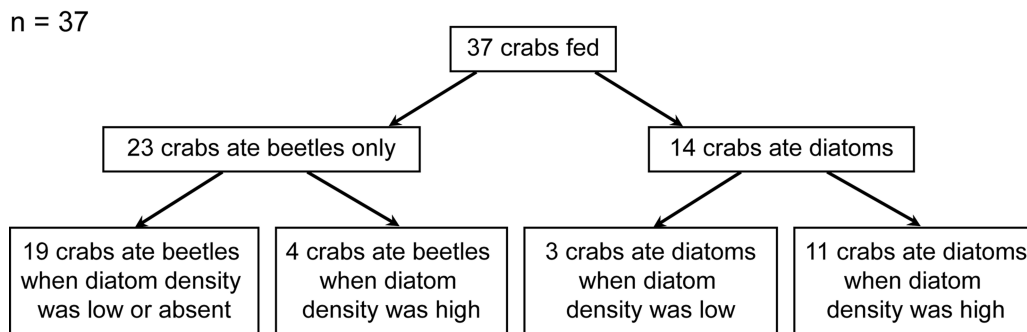 n = 37
37 crabs fed
23 crabs ate beetles only
14 crabs ate diatoms
19 crabs ate beetles
when diatom density
was low or absent
4 crabs ate beetles
when diatom
density was high
3 crabs ate diatoms
when diatom
density was low
11 crabs ate diatoms
when diatom
density was high